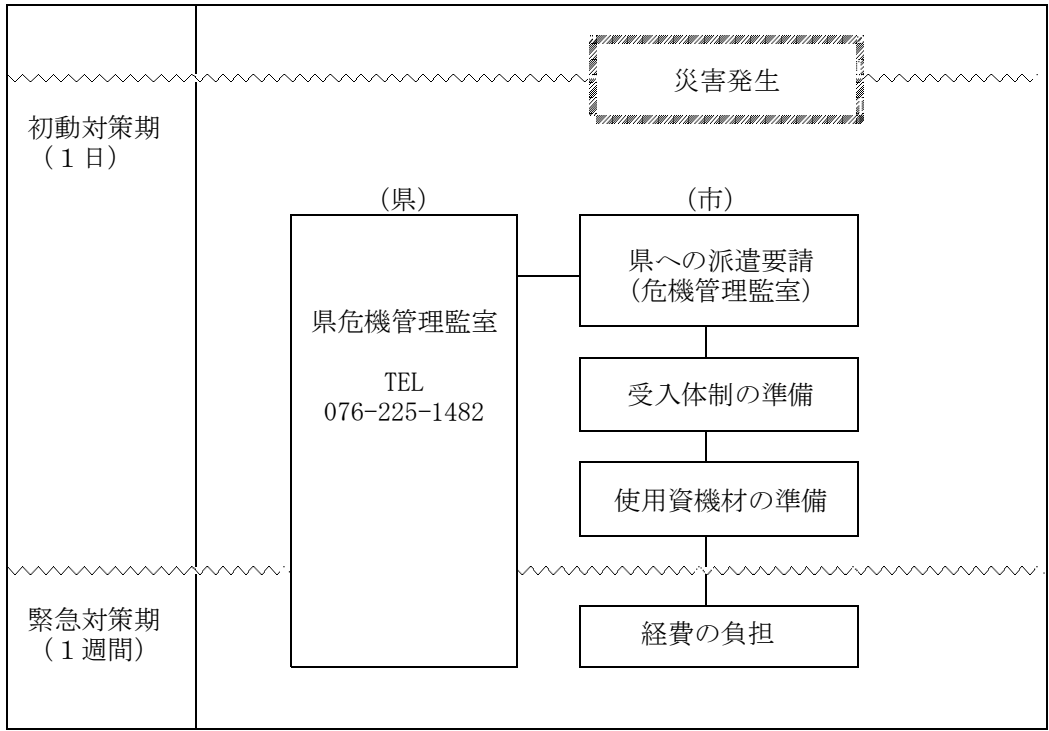 災害発生
初動対策期
(1日)
(県)
(市)
県危機管理監室
TEL
076-225-1482
県への派遣要請
(危機管理監室)
受入体制の準備
使用資機材の準備
緊急対策期
(1週間)
経費の負担